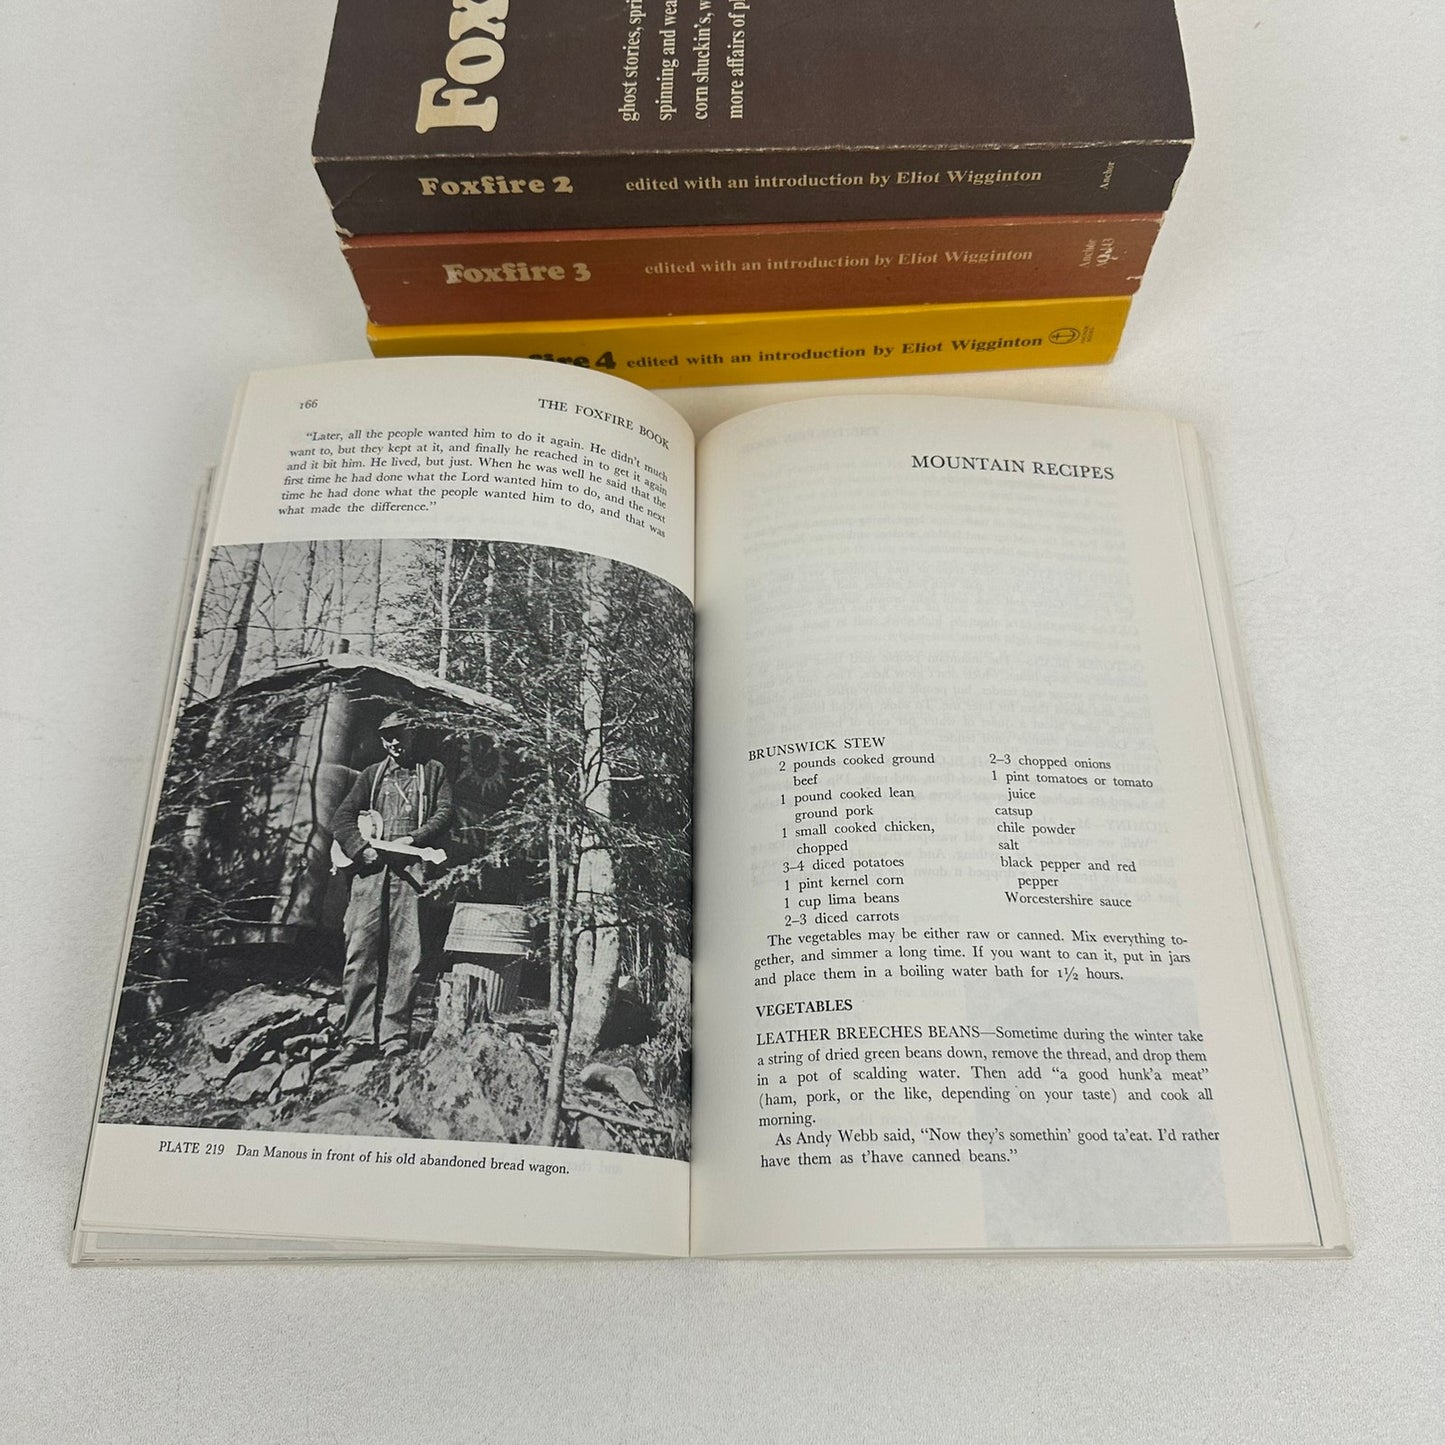 Fox
ghost stories, spri
spinning and wea
corn shuckin's, w
more affairs of p
Foxfire 2 edited with an introduction by Eliot Wigginton Anchor
Foxfire 3 edited with an introduction by Eliot Wigginton Anchor
fire 4 edited with an introduction by Eliot Wigginton
166 THE FOXFIRE BOOK
"Later, all the people wanted him to do it again. He didn't much
want to, but they kept at it, and finally he reached in to get it again
and it bit him. He lived, but just. When he was well he said that the
first time he had done what the Lord wanted him to do, and the next
time he had done what the people wanted him to do, and that was
what made the difference."
PLATE 219 Dan Manous in front of his old abandoned bread wagon.
MOUNTAIN RECIPES
BRUNSWICK STEW
2 pounds cooked ground
beef
1 pound cooked lean
ground pork
1 small cooked chicken,
chopped
3–4 diced potatoes
1 pint kernel corn
1 cup lima beans
2–3 diced carrots
2–3 chopped onions
1 pint tomatoes or tomato
juice
catsup
chile powder
salt
black pepper and red
pepper
Worcestershire sauce
The vegetables may be either raw or canned. Mix everything to-
gether, and simmer a long time. If you want to can it, put in jars
and place them in a boiling water bath for 1½ hours.
VEGETABLES
LEATHER BREECHES BEANS—Sometime during the winter take
a string of dried green beans down, remove the thread, and drop them
in a pot of scalding water. Then add "a good hunk'a meat"
(ham, pork, or the like, depending on your taste) and cook all
morning.
As Andy Webb said, "Now they's somethin' good ta'eat. I'd rather
have them as t'have canned beans."